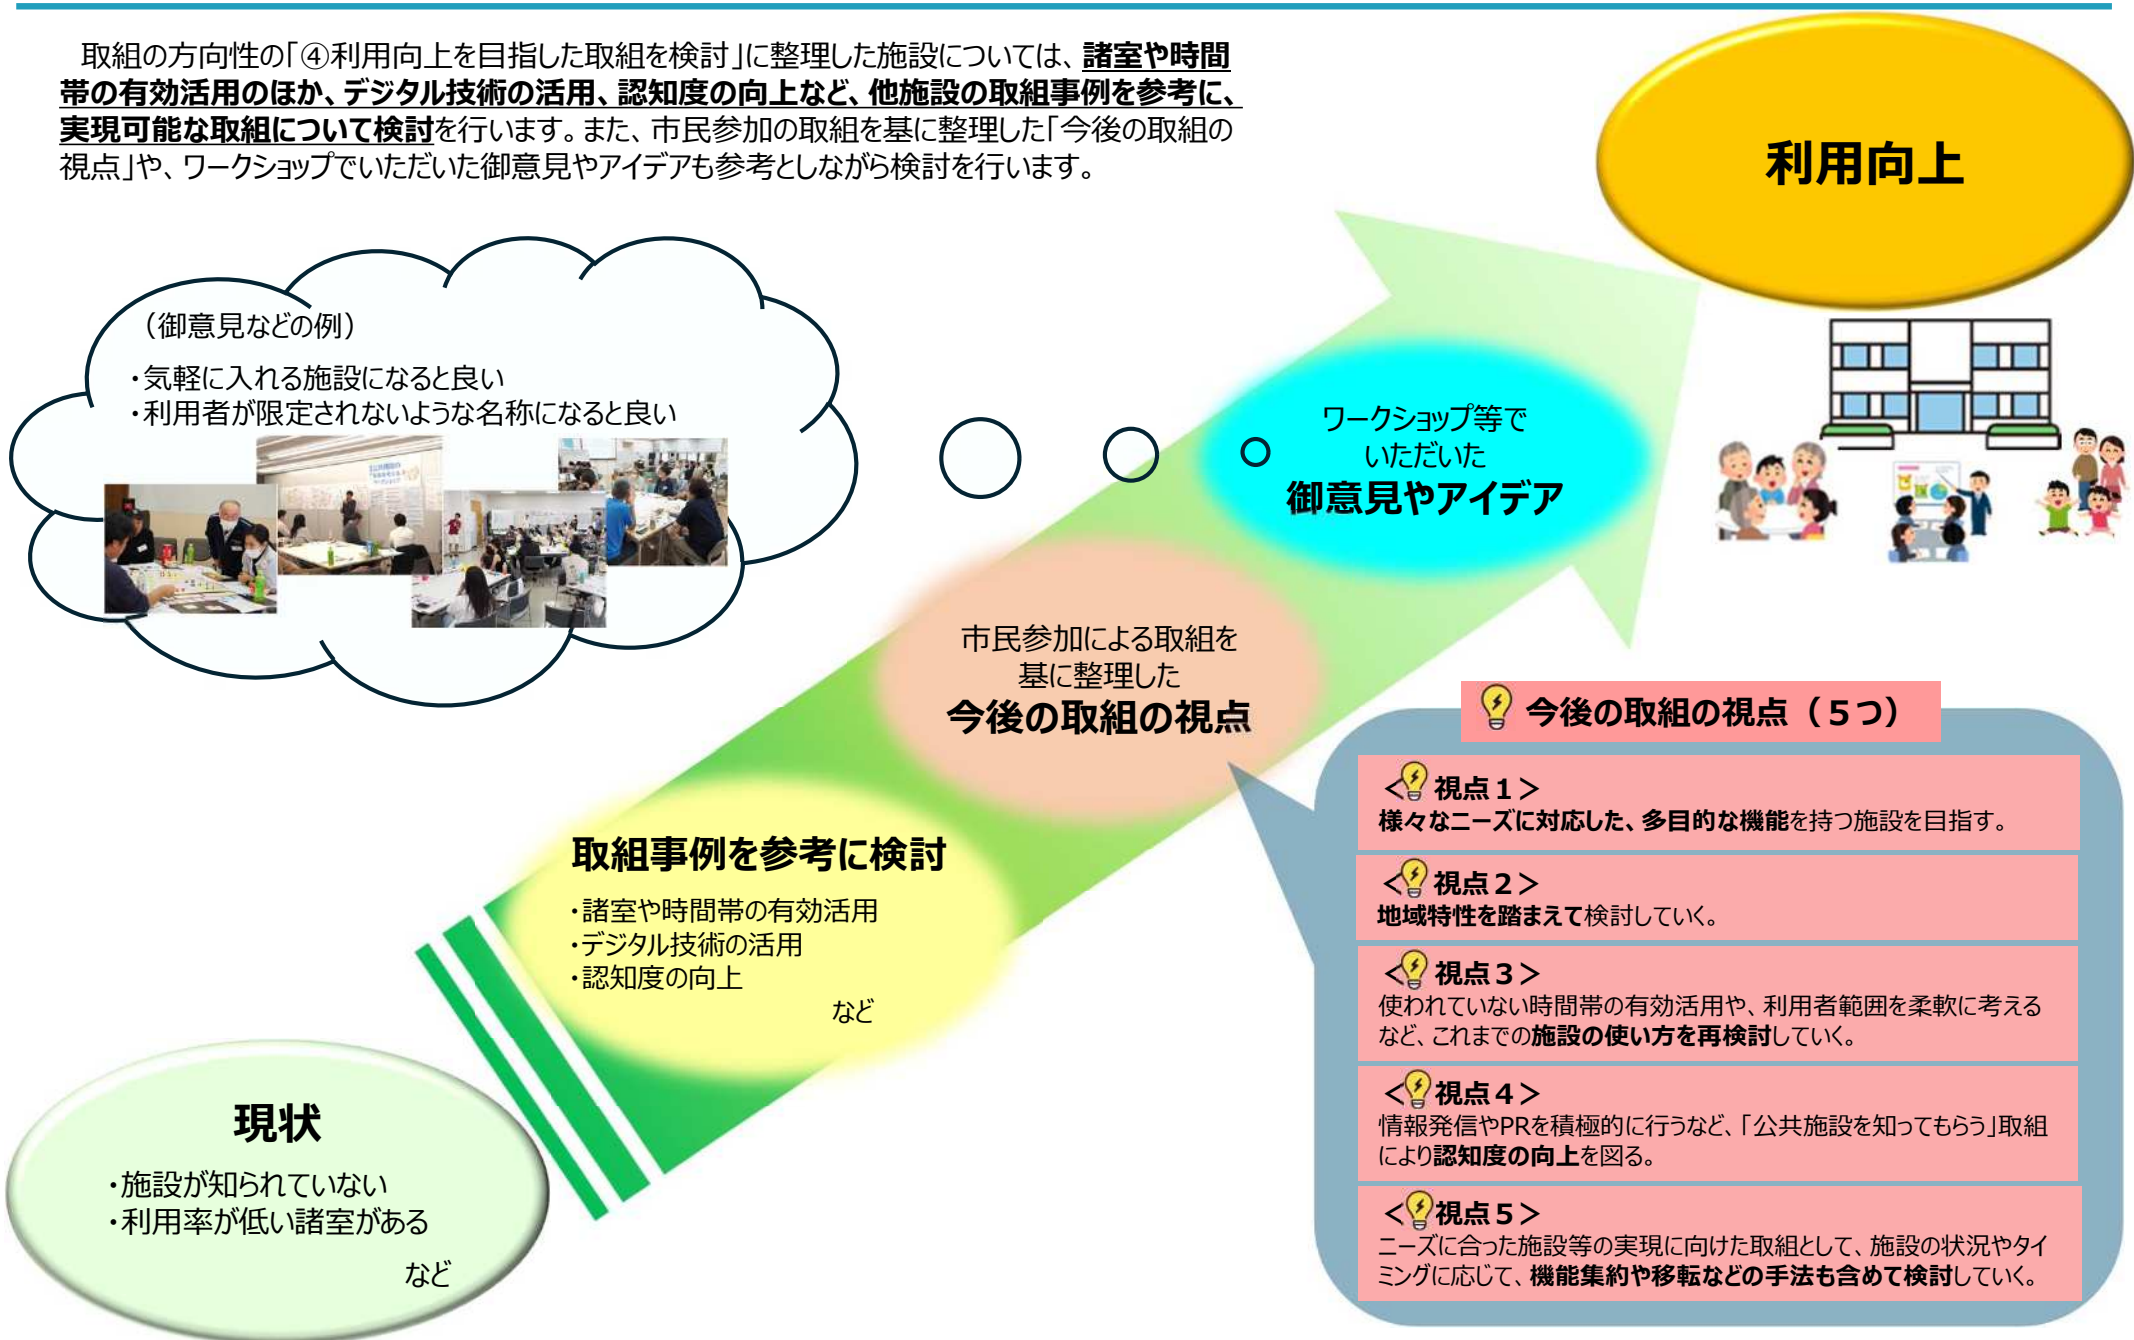 取組の方向性の「④利用向上を目指した取組を検討」に整理した施設については、諸室や時間
帯の有効活用のほか、デジタル技術の活用、認知度の向上など、他施設の取組事例を参考に、
実現可能な取組について検討を行います。また、市民参加の取組を基に整理した「今後の取組の
視点」や、ワークショップでいただいた御意見やアイデアも参考としながら検討を行います。
利用向上
（御意見などの例）
・気軽に入れる施設になると良い
・利用者が限定されないような名称になると良い
ワークショップ等で
いただいた
御意見やアイデア
市民参加による取組を
基に整理した
今後の取組の視点
取組事例を参考に検討
・諸室や時間帯の有効活用
・デジタル技術の活用
・認知度の向上
など
現状
・施設が知られていない
・利用率が低い諸室がある
など
今後の取組の視点（５つ）
＜視点１＞
様々なニーズに対応した、多目的な機能を持つ施設を目指す。
＜視点２＞
地域特性を踏まえて検討していく。
＜視点３＞
使われていない時間帯の有効活用や、利用者範囲を柔軟に考える
など、これまでの施設の使い方を再検討していく。
＜視点４＞
情報発信やPRを積極的に行うなど、「公共施設を知ってもらう」取組
により認知度の向上を図る。
＜視点５＞
ニーズに合った施設等の実現に向けた取組として、施設の状況やタイ
ミングに応じて、機能集約や移転などの手法も含めて検討していく。